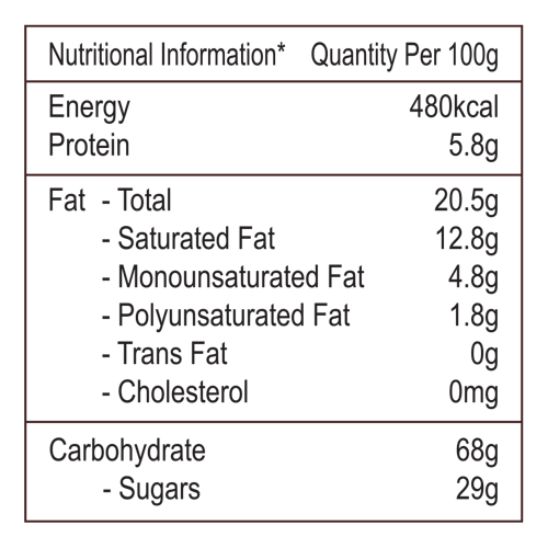 Nutritional Information* Quantity Per 100g
Energy 480kcal
Protein 5.8g
Fat - Total 20.5g
- Saturated Fat 12.8g
- Monounsaturated Fat 4.8g
- Polyunsaturated Fat 1.8g
- Trans Fat 0g
- Cholesterol 0mg
Carbohydrate 68g
- Sugars 29g